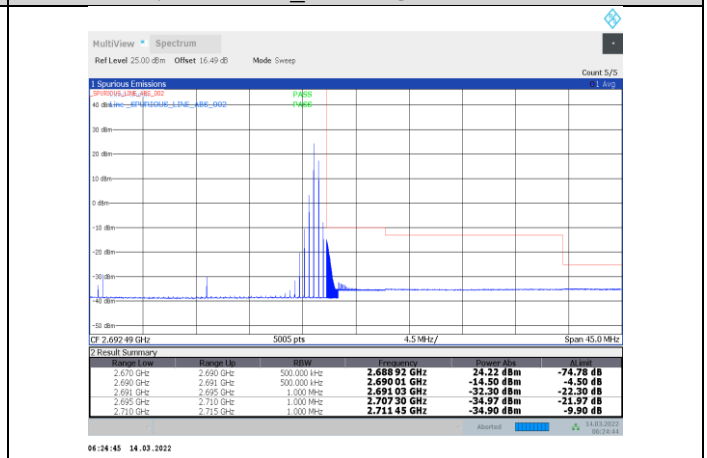 MultiView Spectrum
Ref Level 25.00 dBm Offset 16.49 dB Mode Sweep
Count 5/5
1 Spurious Emissions 1 Avg
_SPURIOUS_LINE_ABE_002 PASS
40 dBm Line _SPURIOUS_LINE_ABE_002 PASS
30 dBm
20 dBm
10 dBm
0 dBm
-10 dBm
-20 dBm
-30 dBm
-40 dBm
-50 dBm
CF 2.692 49 GHz 5005 pts 4.5 MHz/ Span 45.0 MHz
2 Result Summary
Range Low Range Up RBW Frequency Power Abs ΔLimit
2.670 GHz 2.690 GHz 500.000 kHz 2.688 92 GHz 24.22 dBm -74.78 dB
2.690 GHz 2.691 GHz 500.000 kHz 2.690 01 GHz -14.50 dBm -4.50 dB
2.691 GHz 2.695 GHz 1.000 MHz 2.691 03 GHz -32.30 dBm -22.30 dB
2.695 GHz 2.710 GHz 1.000 MHz 2.707 30 GHz -34.97 dBm -21.97 dB
2.710 GHz 2.715 GHz 1.000 MHz 2.711 45 GHz -34.90 dBm -9.90 dB
Aborted 14.03.2022
06:24:44
06:24:45 14.03.2022